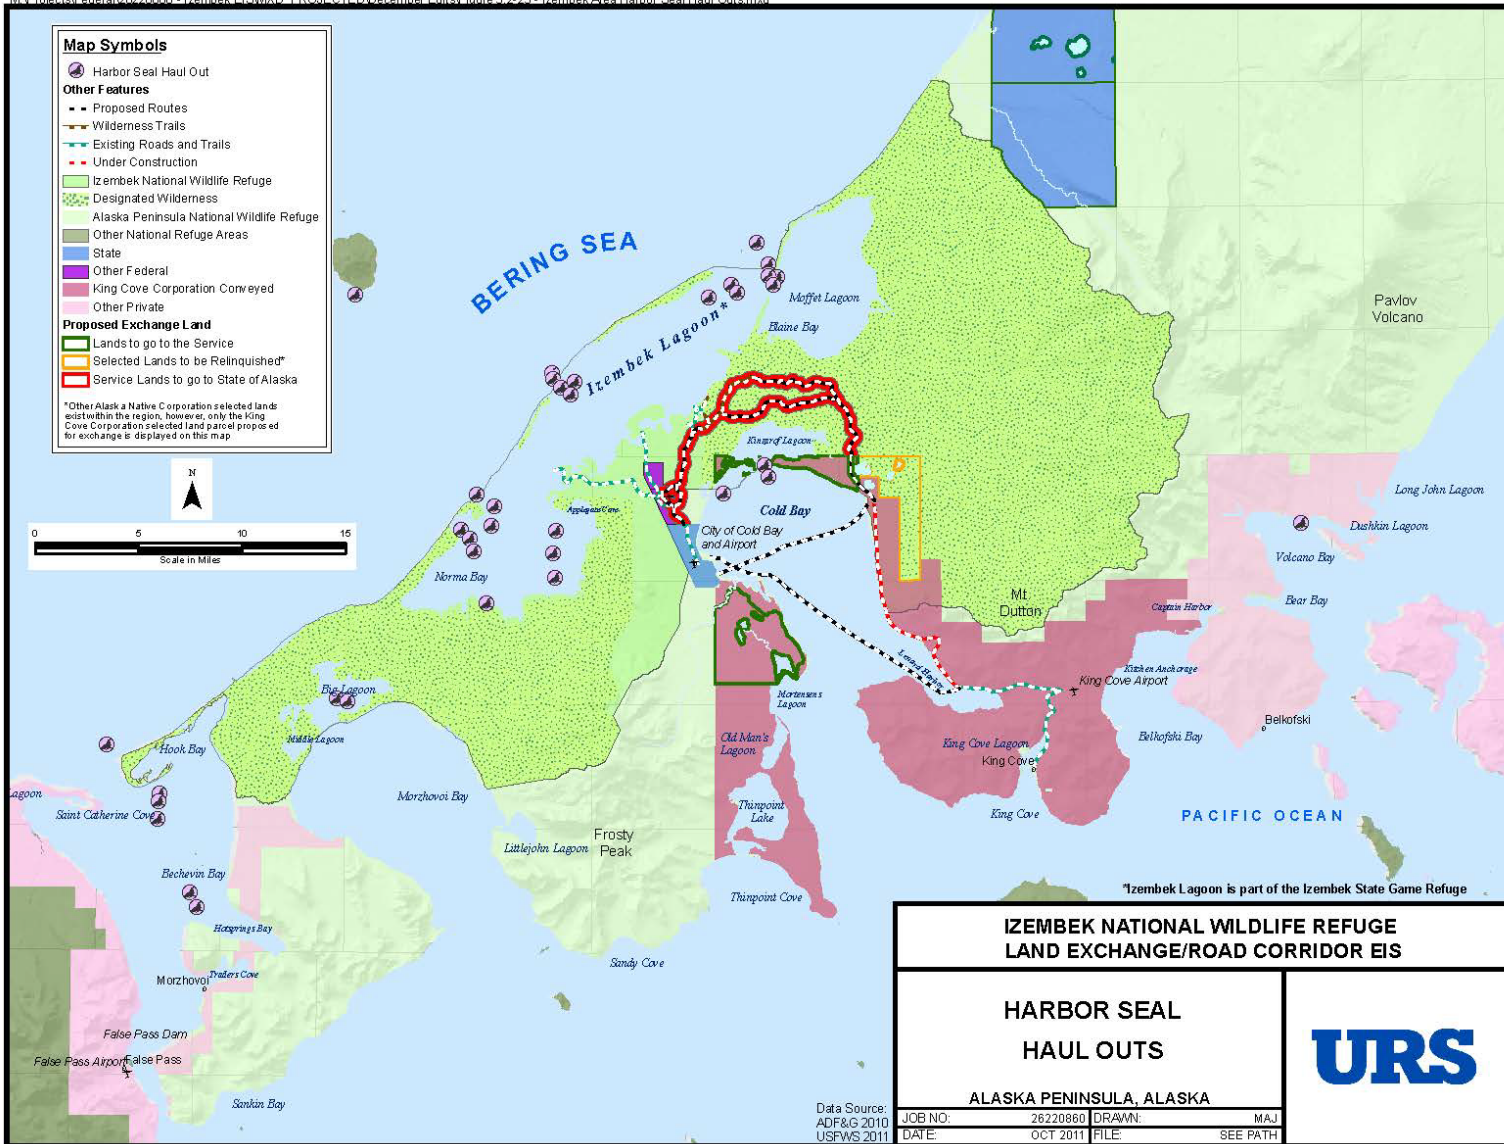 Map Symbols
Harbor Seal Haul Out
Other Features
Proposed Routes
Wilderness Trails
Existing Roads and Trails
Under Construction
Izembek National Wildlife Refuge
Designated Wilderness
Alaska Peninsula National Wildlife Refuge
Other National Refuge Areas
State
Other Federal
King Cove Corporation Conveyed
Other Private
Proposed Exchange Land
Lands to go to the Service
Selected Lands to be Relinquished*
Service Lands to go to State of Alaska
*Other Alaska Native Corporation selected lands
exist within the region, however, only the King
Cove Corporation selected land parcel proposed
for exchange is displayed on this map
N
0 5 10 15
Scale in Miles
BERING SEA
Izembek Lagoon*
Moffet Lagoon
Blaine Bay
Pavlov
Volcano
Kinzarof Lagoon
Cold Bay
Applegate Cove
City of Cold Bay
and Airport
Norma Bay
Long John Lagoon
Dushkin Lagoon
Volcano Bay
Bear Bay
Mt
Dutton
Captain Harbor
Lenard Harbor
Kitchen Anchorage
King Cove Airport
Mortensens
Lagoon
Belkofski
Belkofski Bay
Big Lagoon
Middle Lagoon
Hook Bay
Old Man's
Lagoon
King Cove Lagoon
King Cove
King Cove
Lagoon
Saint Catherine Cove
Morzhovoi Bay
Thinpoint
Lake
PACIFIC OCEAN
Frosty
Peak
Littlejohn Lagoon
Bechevin Bay
Thinpoint Cove
Hotsprings Bay
Sandy Cove
Morzhovoi
Traders Cove
False Pass Dam
False Pass Airport
False Pass
Sankin Bay
*Izembek Lagoon is part of the Izembek State Game Refuge
IZEMBEK NATIONAL WILDLIFE REFUGE
LAND EXCHANGE/ROAD CORRIDOR EIS
HARBOR SEAL
HAUL OUTS
ALASKA PENINSULA, ALASKA
URS
Data Source:
ADF&G 2010
USFWS 2011
JOB NO: 26220860 DRAWN: MAJ
DATE: OCT 2011 FILE: SEE PATH